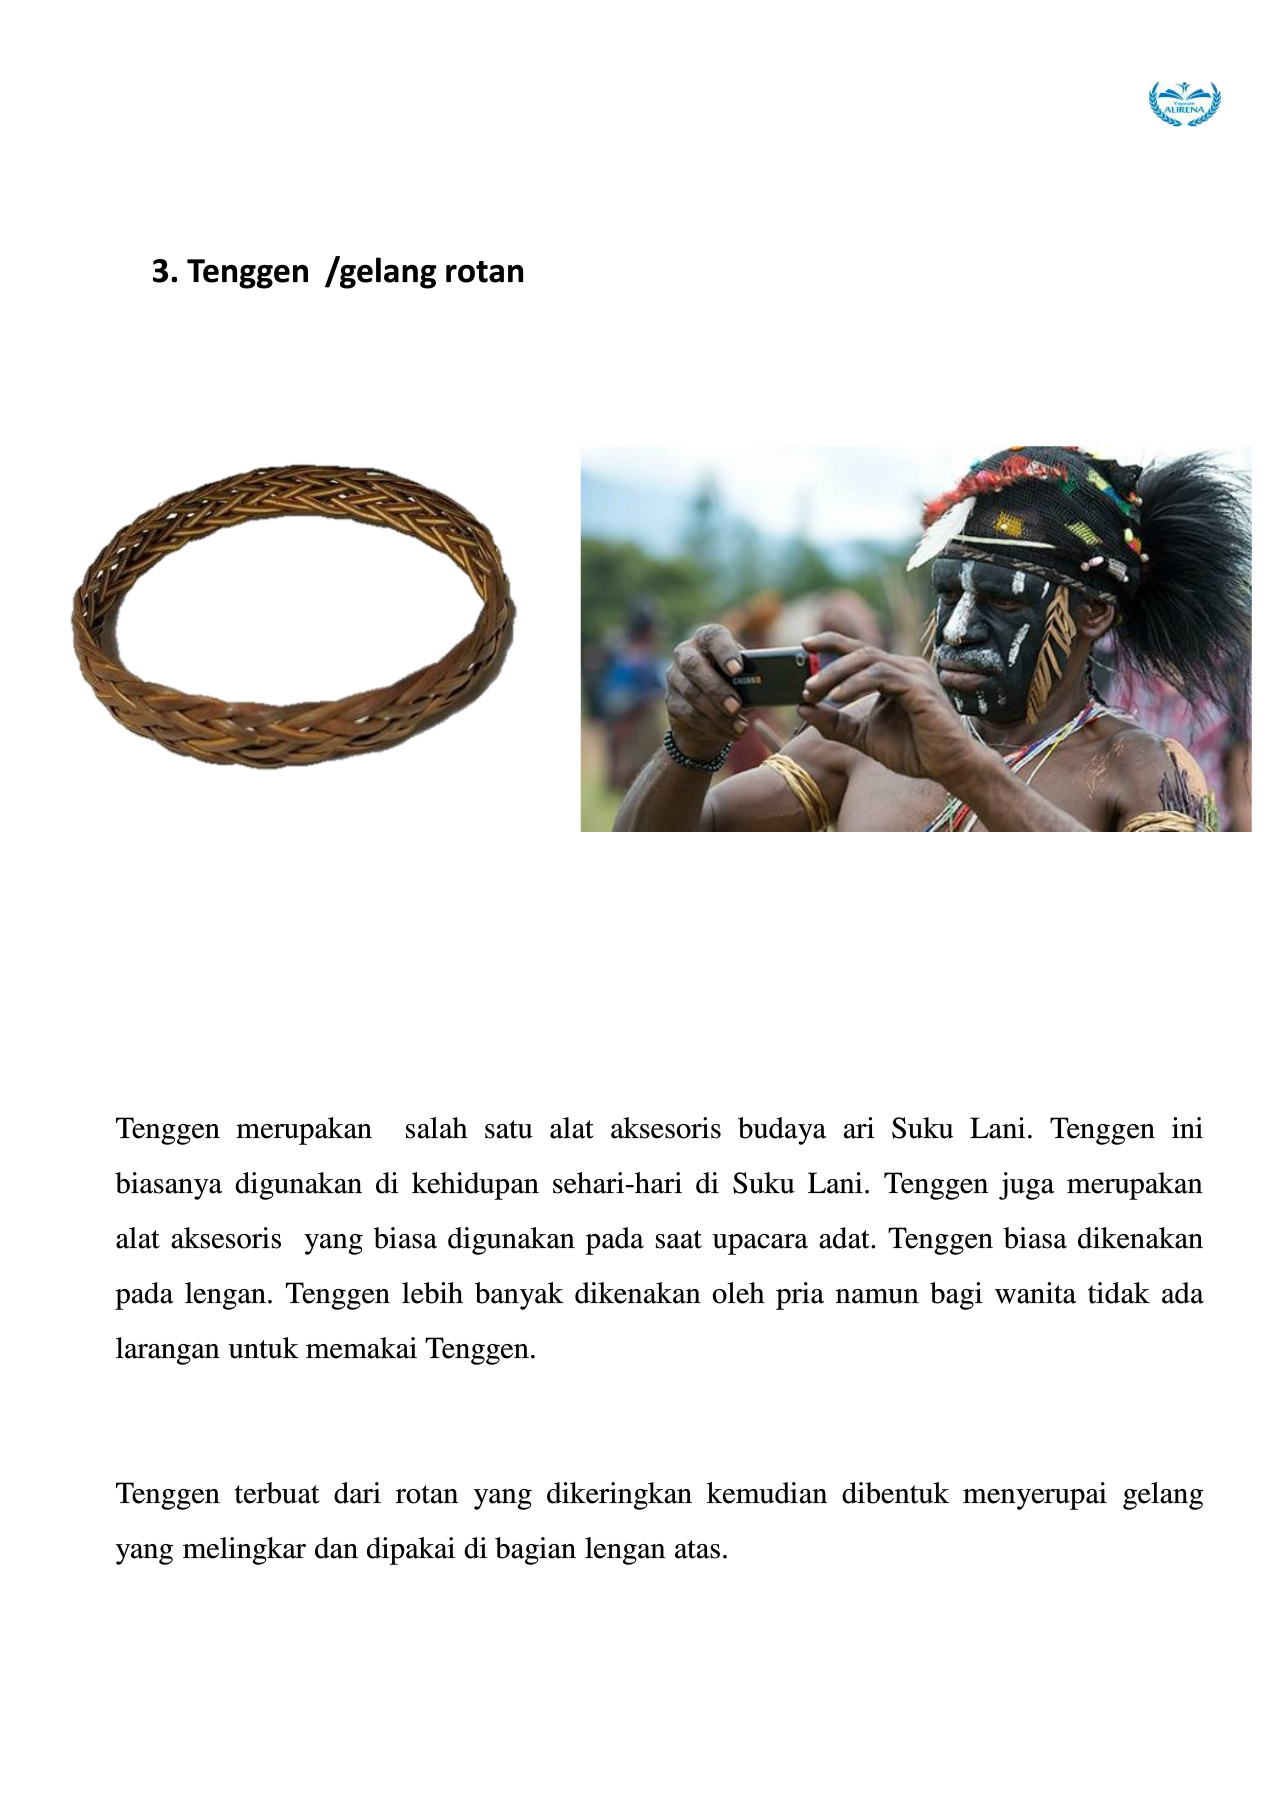 Yayasan
ALIRENA
3. Tenggen /gelang rotan
CROSS
Tenggen merupakan salah satu alat aksesoris budaya ari Suku Lani. Tenggen ini
biasanya digunakan di kehidupan sehari-hari di Suku Lani. Tenggen juga merupakan
alat aksesoris yang biasa digunakan pada saat upacara adat. Tenggen biasa dikenakan
pada lengan. Tenggen lebih banyak dikenakan oleh pria namun bagi wanita tidak ada
larangan untuk memakai Tenggen.
Tenggen terbuat dari rotan yang dikeringkan kemudian dibentuk menyerupai gelang
yang melingkar dan dipakai di bagian lengan atas.